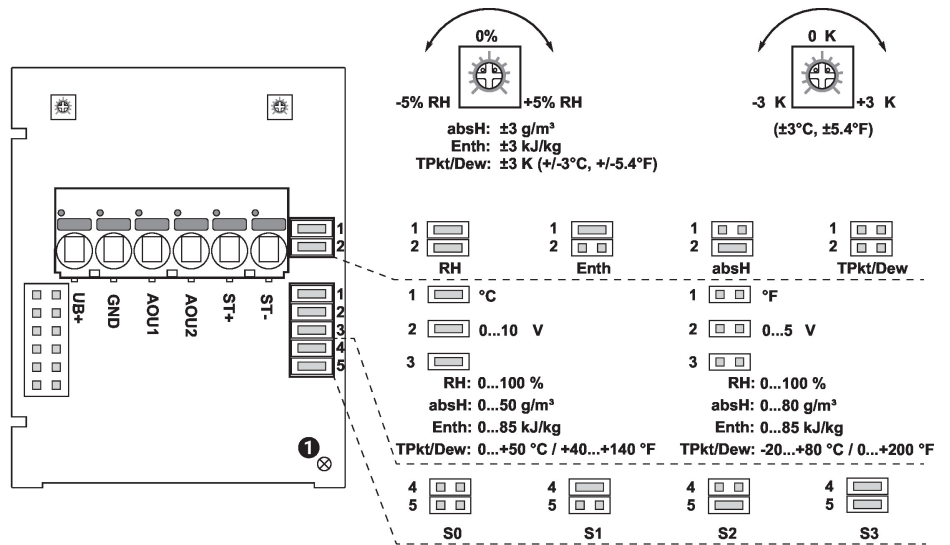 0%
-5% RH
+5% RH
absH: ±3 g/m³
Enth: ±3 kJ/kg
TPkt/Dew: ±3 K (+/-3°C, +/-5.4°F)
0 K
-3 K
+3 K
(±3°C, ±5.4°F)
1
2
UB+
GND
AOU1
AOU2
ST+
ST-
1
2
3
4
5
1
1
2
RH
1
2
Enth
1
2
absH
1
2
TPkt/Dew
1 °C
2 0...10 V
3
RH: 0...100 %
absH: 0...50 g/m³
Enth: 0...85 kJ/kg
TPkt/Dew: 0...+50 °C / +40...+140 °F
1 °F
2 0...5 V
3
RH: 0...100 %
absH: 0...80 g/m³
Enth: 0...85 kJ/kg
TPkt/Dew: -20...+80 °C / 0...+200 °F
4
5
S0
4
5
S1
4
5
S2
4
5
S3